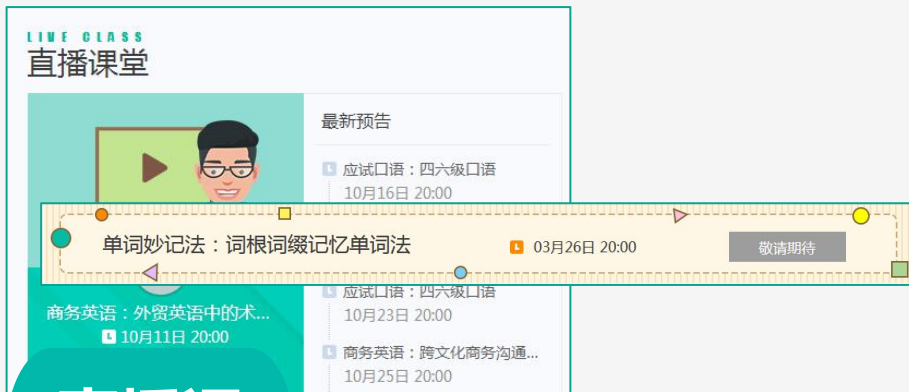 LIVE CLASS
直播课堂
最新预告
应试口语：四六级口语
10月16日 20:00
单词妙记法：词根词缀记忆单词法
03月26日 20:00
敬请期待
应试口语：四六级口语
10月23日 20:00
商务英语：外贸英语中的术...
10月11日 20:00
商务英语：跨文化商务沟通...
10月25日 20:00
直播课